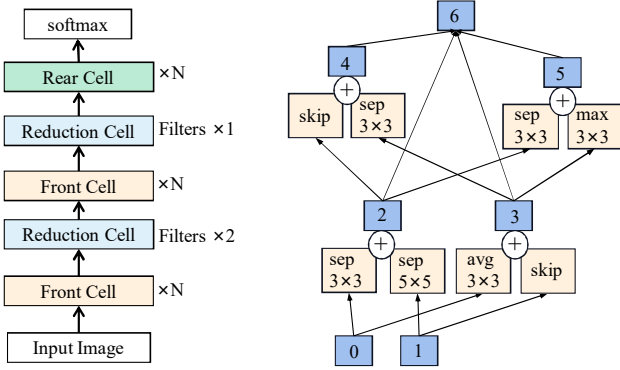 softmax
Rear Cell ×N
Reduction Cell Filters ×1
Front Cell ×N
Reduction Cell Filters ×2
Front Cell ×N
Input Image
6
4
5
+
+
skip
sep
3×3
sep
3×3
max
3×3
2
3
+
+
sep
3×3
sep
5×5
avg
3×3
skip
0
1